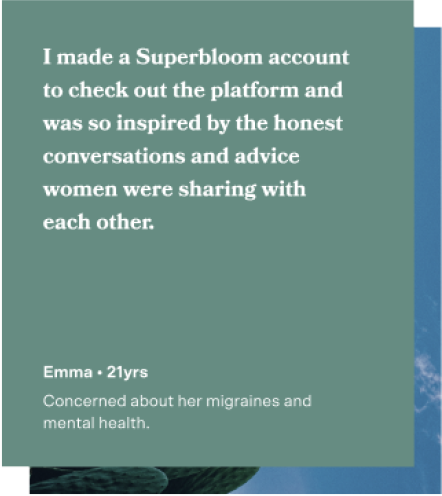 I made a Superbloom account
to check out the platform and
was so inspired by the honest
conversations and advice
women were sharing with
each other.
Emma • 21yrs
Concerned about her migraines and
mental health.